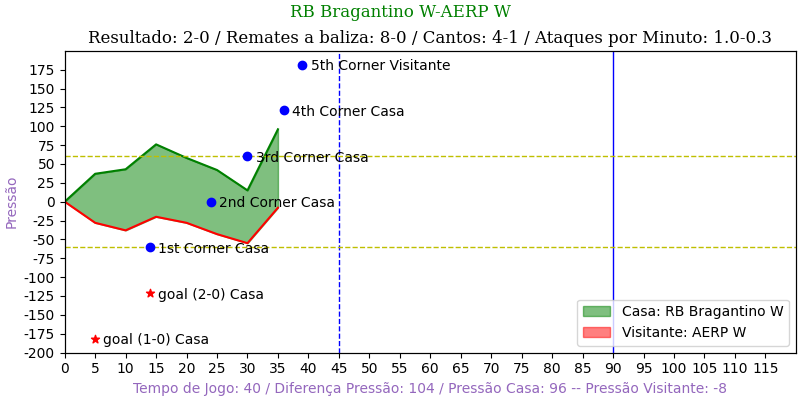 RB Bragantino W-AERP W
Resultado: 2-0 / Remates a baliza: 8-0 / Cantos: 4-1 / Ataques por Minuto: 1.0-0.3
Pressão
175
150
125
100
75
50
25
0
-25
-50
-75
-100
-125
-150
-175
-200
5th Corner Visitante
4th Corner Casa
3rd Corner Casa
2nd Corner Casa
1st Corner Casa
goal (2-0) Casa
goal (1-0) Casa
Casa: RB Bragantino W
Visitante: AERP W
0 5 10 15 20 25 30 35 40 45 50 55 60 65 70 75 80 85 90 95 100 105 110 115
Tempo de Jogo: 40 / Diferença Pressão: 104 / Pressão Casa: 96 -- Pressão Visitante: -8